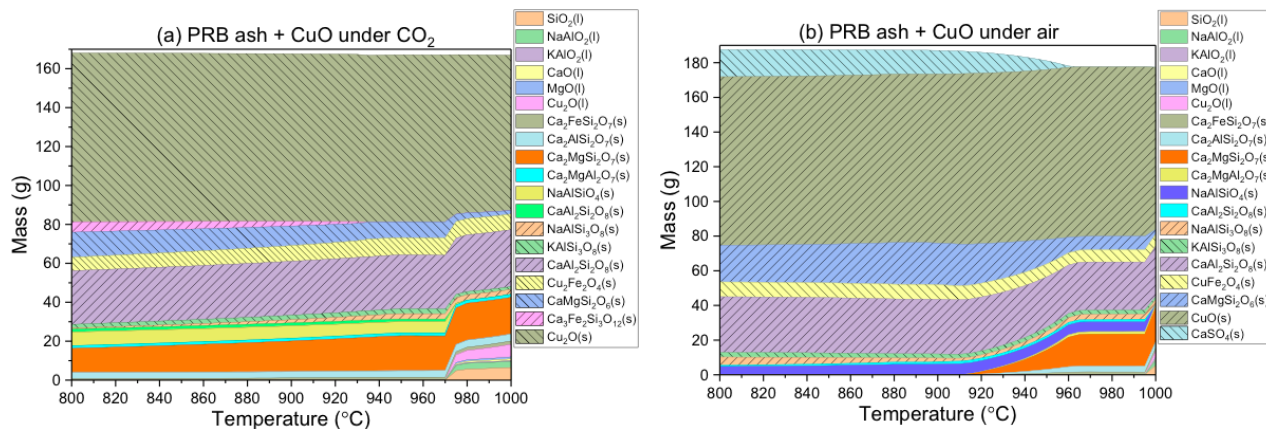 (a) PRB ash + CuO under CO₂
Mass (g)
160
140
120
100
80
60
40
20
0
800 820 840 860 880 900 920 940 960 980 1000
Temperature (°C)
SiO₂(l)
NaAlO₂(l)
KAlO₂(l)
CaO(l)
MgO(l)
Cu₂O(l)
Ca₂FeSi₂O₇(s)
Ca₂AlSi₂O₇(s)
Ca₂MgSi₂O₇(s)
Ca₂MgAl₂O₇(s)
NaAlSiO₄(s)
CaAl₂Si₂O₈(s)
NaAlSi₃O₈(s)
KAlSi₃O₈(s)
CaAl₂Si₂O₈(s)
Cu₂Fe₂O₄(s)
CaMgSi₂O₆(s)
Ca₃Fe₂Si₃O₁₂(s)
Cu₂O(s)
(b) PRB ash + CuO under air
Mass (g)
180
160
140
120
100
80
60
40
20
0
800 820 840 860 880 900 920 940 960 980 1000
Temperature (°C)
SiO₂(l)
NaAlO₂(l)
KAlO₂(l)
CaO(l)
MgO(l)
Cu₂O(l)
Ca₂FeSi₂O₇(s)
Ca₂AlSi₂O₇(s)
Ca₂MgSi₂O₇(s
Ca₂MgAl₂O₇(s
NaAlSiO₄(s)
CaAl₂Si₂O₈(s)
NaAlSi₃O₈(s)
KAlSi₃O₈(s)
CaAl₂Si₂O₈(s)
CuFe₂O₄(s)
CaMgSi₂O₆(s)
CuO(s)
CaSO₄(s)